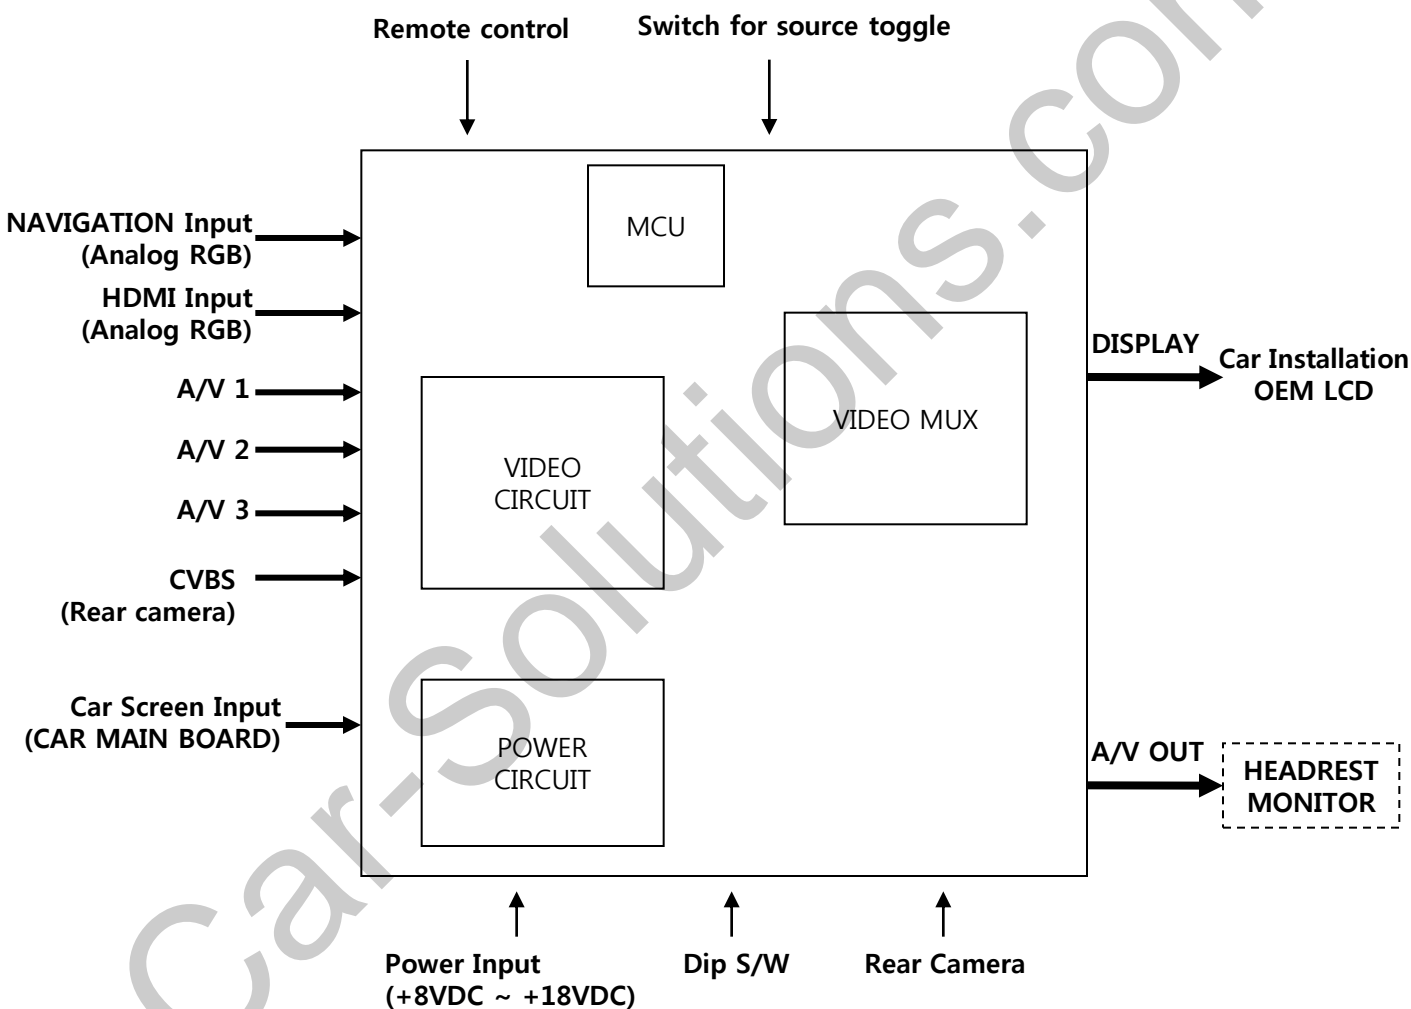 Remote control
Switch for source toggle
NAVIGATION Input
(Analog RGB)
HDMI Input
(Analog RGB)
A/V 1
A/V 2
A/V 3
CVBS
(Rear camera)
Car Screen Input
(CAR MAIN BOARD)
MCU
VIDEO
CIRCUIT
VIDEO MUX
POWER
CIRCUIT
DISPLAY
Car Installation
OEM LCD
A/V OUT
HEADREST
MONITOR
Power Input
(+8VDC ~ +18VDC)
Dip S/W
Rear Camera
Car-Solutions.com